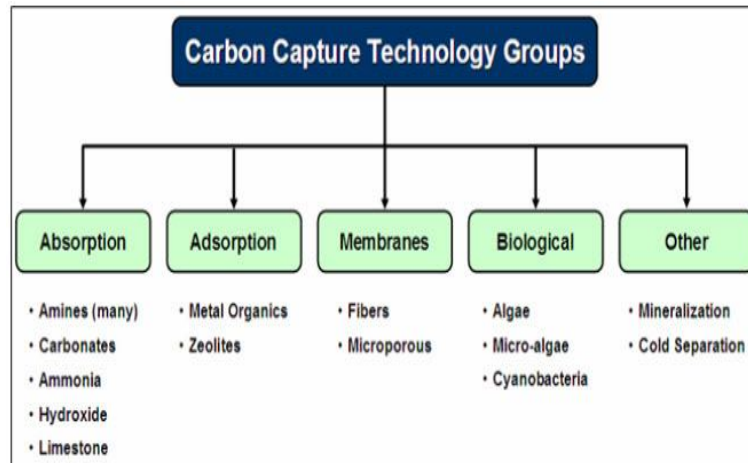 Carbon Capture Technology Groups
Absorption
• Amines (many)
• Carbonates
• Ammonia
• Hydroxide
• Limestone
Adsorption
• Metal Organics
• Zeolites
Membranes
• Fibers
• Microporous
Biological
• Algae
• Micro-algae
• Cyanobacteria
Other
• Mineralization
• Cold Separation